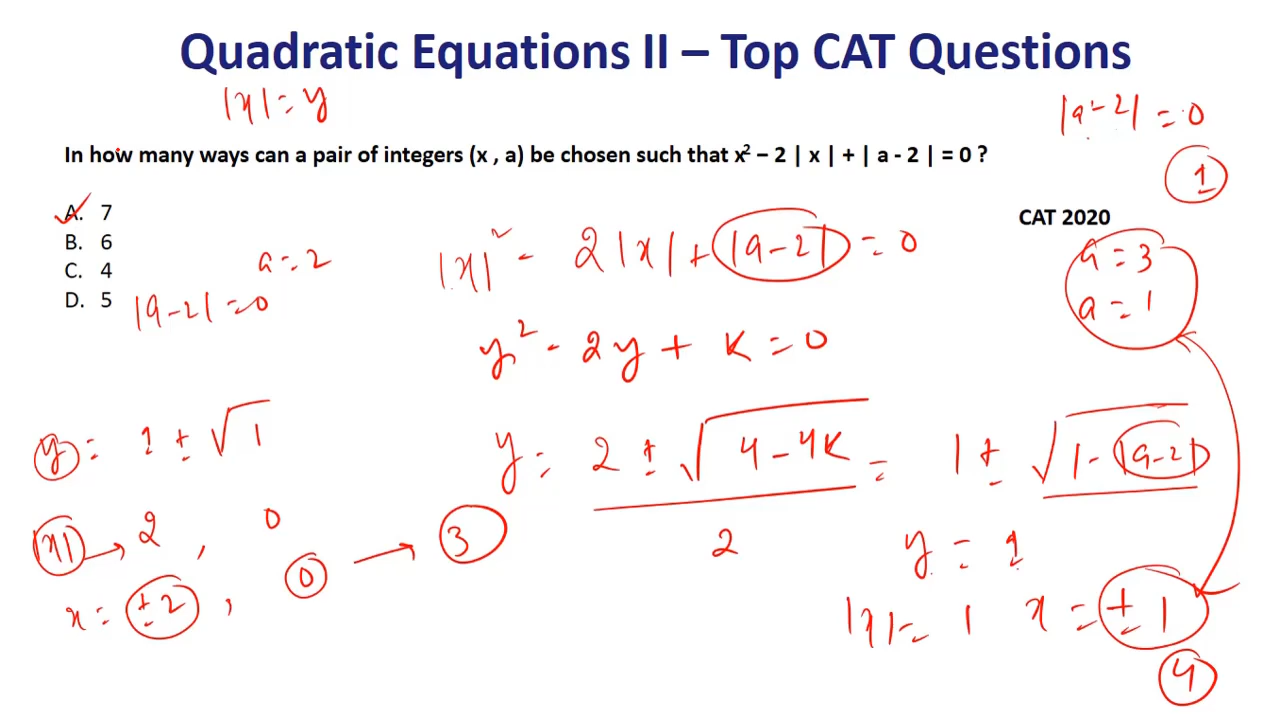 Quadratic Equations II – Top CAT Questions
|x| = y
|a - 2| = 0
1
In how many ways can a pair of integers (x , a) be chosen such that x² – 2 | x | + | a - 2 | = 0 ?
A. 7
B. 6
C. 4
D. 5
CAT 2020
a = 2
|a - 2| = 0
|x|² - 2|x| + |a - 2| = 0
a = 3
a = 1
y² - 2y + k = 0
y = 1 ± √1
y = 2 ± √4 - 4k = 1 ± √1 - |a - 2|
2
|x| → 2 , 0
x = ± 2 , 0 → 3
y = 1
|x| = 1 x = ± 1
4